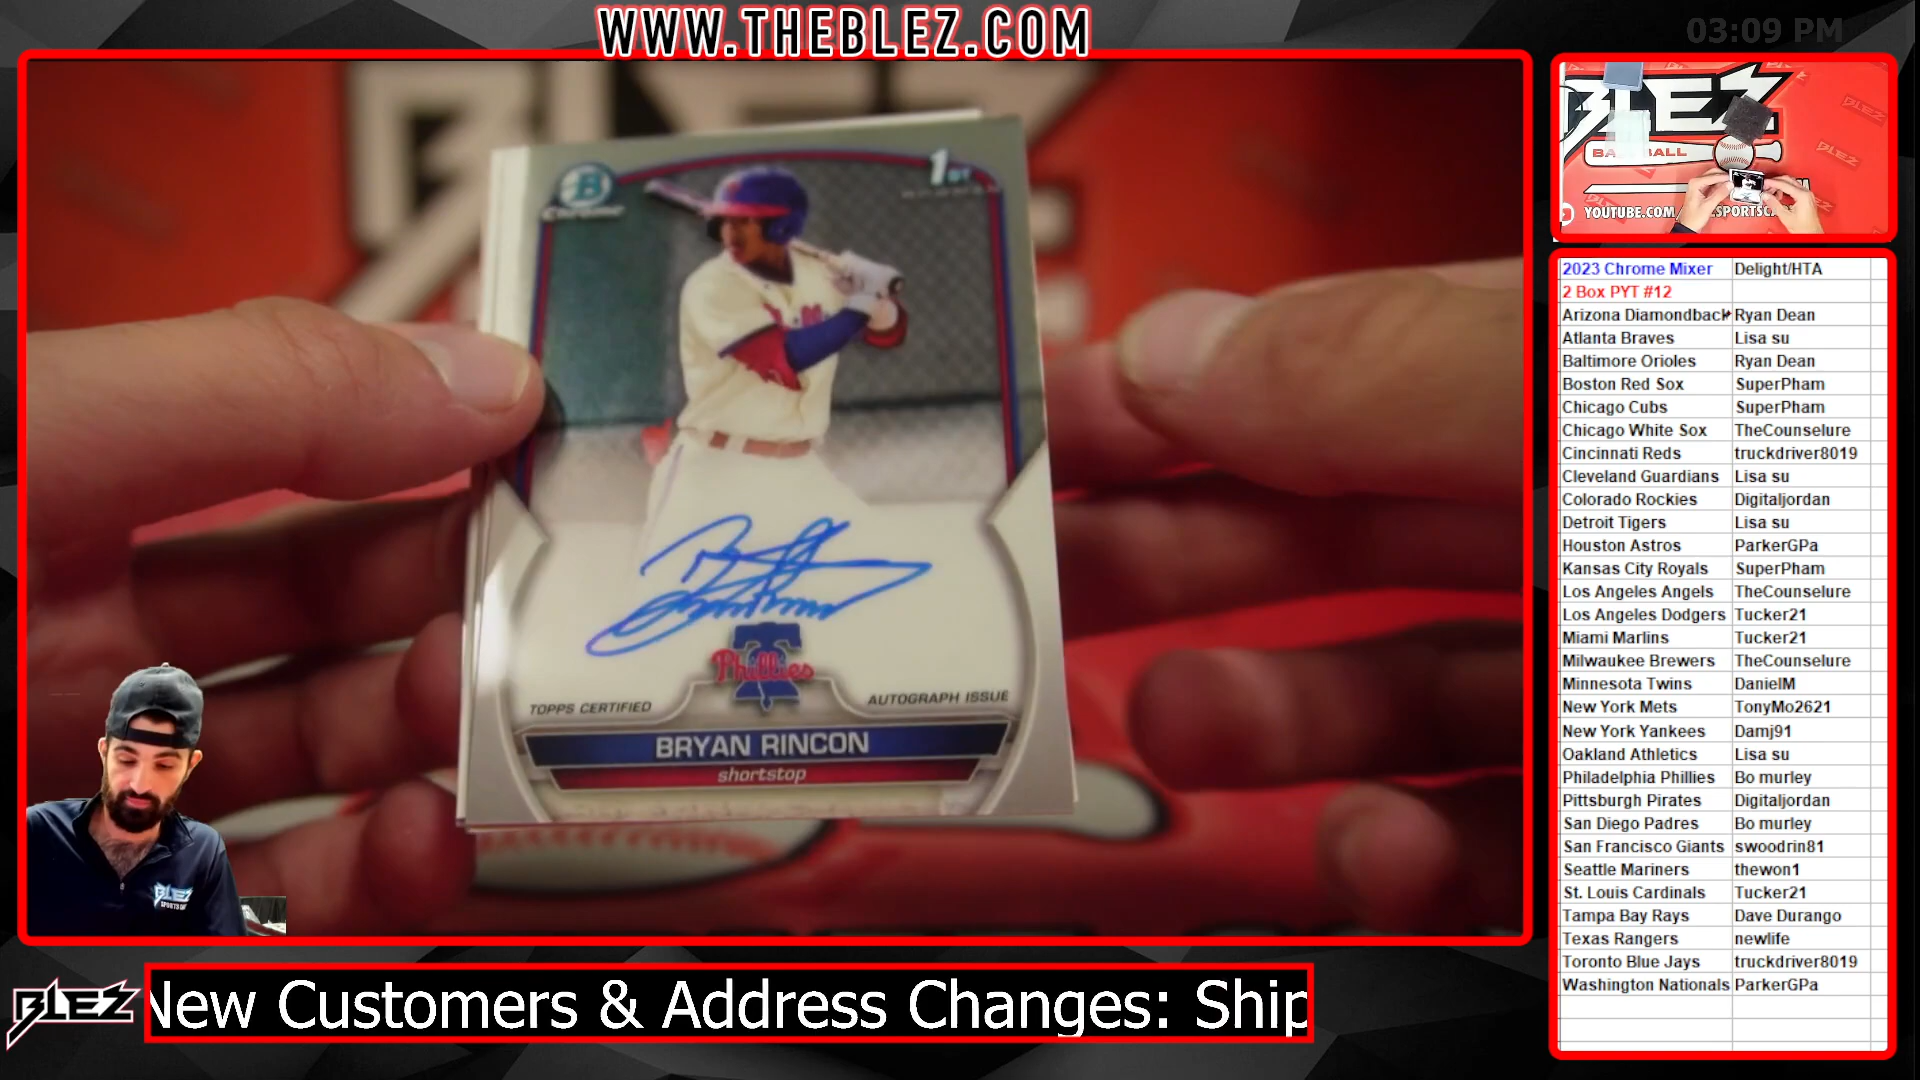 WWW.THEBLEZ.COM
03:09 PM
B
Chrome
1ST
Phillies
TOPPS CERTIFIED
AUTOGRAPH ISSUE
BRYAN RINCON
shortstop
BLEZ
BLEZ
BLEZ
BLEZ
YOUTUBE.COM
2023 Chrome Mixer Delight/HTA
2 Box PYT #12
Arizona Diamondback Ryan Dean
Atlanta Braves Lisa su
Baltimore Orioles Ryan Dean
Boston Red Sox SuperPham
Chicago Cubs SuperPham
Chicago White Sox TheCounselure
Cincinnati Reds truckdriver8019
Cleveland Guardians Lisa su
Colorado Rockies Digitaljordan
Detroit Tigers Lisa su
Houston Astros ParkerGPa
Kansas City Royals SuperPham
Los Angeles Angels TheCounselure
Los Angeles Dodgers Tucker21
Miami Marlins Tucker21
Milwaukee Brewers TheCounselure
Minnesota Twins DanielM
New York Mets TonyMo2621
New York Yankees Damj91
Oakland Athletics Lisa su
Philadelphia Phillies Bo murley
Pittsburgh Pirates Digitaljordan
San Diego Padres Bo murley
San Francisco Giants swoodrin81
Seattle Mariners thewon1
St. Louis Cardinals Tucker21
Tampa Bay Rays Dave Durango
Texas Rangers newlife
Toronto Blue Jays truckdriver8019
Washington Nationals ParkerGPa
BLEZ
New Customers & Address Changes: Ship